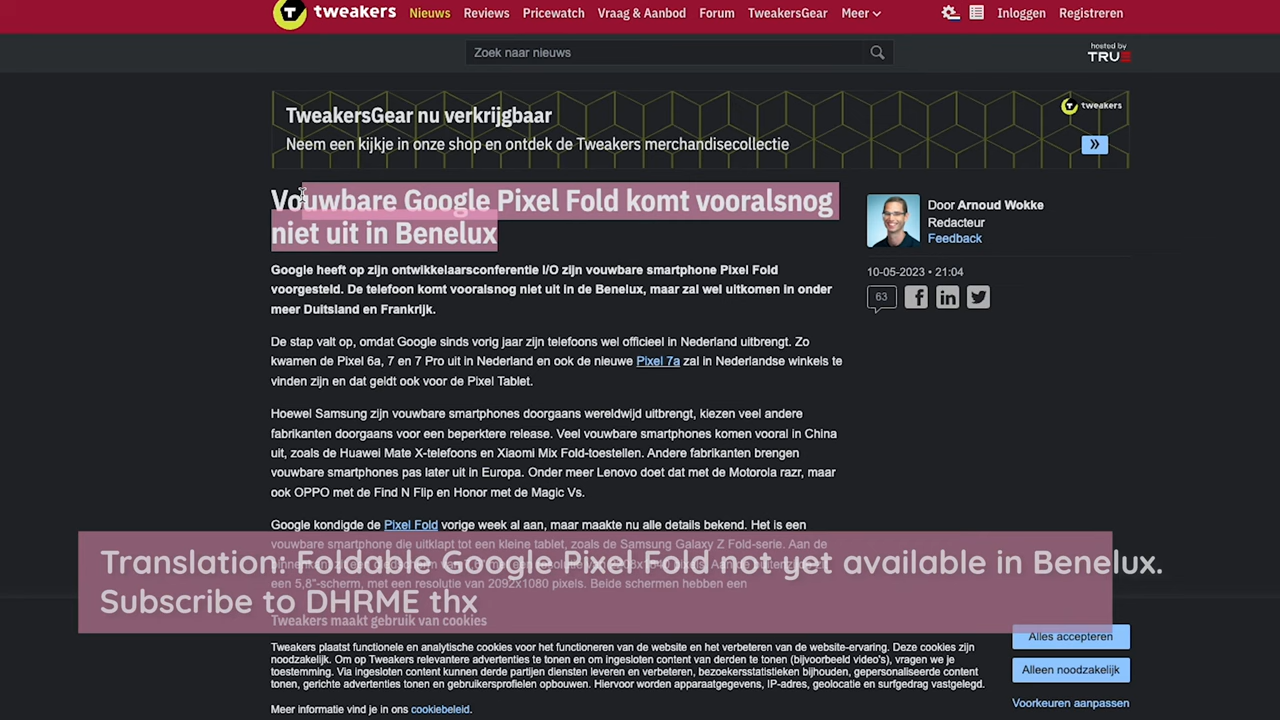 tweakers Nieuws Reviews Pricewatch Vraag & Aanbod Forum TweakersGear Meer Inloggen Registreren
Zoek naar nieuws
hosted by
TRUE
TweakersGear nu verkrijgbaar
tweakers
Neem een kijkje in onze shop en ontdek de Tweakers merchandisecollectie
Vouwbare Google Pixel Fold komt vooralsnog
niet uit in Benelux
Door Arnoud Wokke
Redacteur
Feedback
10-05-2023 • 21:04
63
Google heeft op zijn ontwikkelaarsconferentie I/O zijn vouwbare smartphone Pixel Fold
voorgesteld. De telefoon komt vooralsnog niet uit in de Benelux, maar zal wel uitkomen in onder
meer Duitsland en Frankrijk.
De stap valt op, omdat Google sinds vorig jaar zijn telefoons wel officieel in Nederland uitbrengt. Zo
kwamen de Pixel 6a, 7 en 7 Pro uit in Nederland en ook de nieuwe Pixel 7a zal in Nederlandse winkels te
vinden zijn en dat geldt ook voor de Pixel Tablet.
Hoewel Samsung zijn vouwbare smartphones doorgaans wereldwijd uitbrengt, kiezen veel andere
fabrikanten doorgaans voor een beperktere release. Veel vouwbare smartphones komen vooral in China
uit, zoals de Huawei Mate X-telefoons en Xiaomi Mix Fold-toestellen. Andere fabrikanten brengen
vouwbare smartphones pas later uit in Europa. Onder meer Lenovo doet dat met de Motorola razr, maar
ook OPPO met de Find N Flip en Honor met de Magic Vs.
Google kondigde de Pixel Fold vorige week al aan, maar maakte nu alle details bekend. Het is een
vouwbare smartphone die uitklapt tot een kleine tablet, zoals de Samsung Galaxy Z Fold-serie. Aan de
een 5,8"-scherm, met een resolutie van 2092x1080 pixels. Beide schermen hebben een
Translation: Foldable Google Pixel Fold not yet available in Benelux.
Subscribe to DHRME thx
Tweakers maakt gebruik van cookies
Tweakers plaatst functionele en analytische cookies voor het functioneren van de website en het verbeteren van de website-ervaring. Deze cookies zijn
noodzakelijk. Om op Tweakers relevantere advertenties te tonen en om ingesloten content van derden te tonen (bijvoorbeeld video's), vragen we je
toestemming. Via ingesloten content kunnen derde partijen diensten leveren en verbeteren, bezoekersstatistieken bijhouden, gepersonaliseerde content
tonen, gerichte advertenties tonen en gebruikersprofielen opbouwen. Hiervoor worden apparaatgegevens, IP-adres, geolocatie en surfgedrag vastgelegd.
Meer informatie vind je in ons cookiebeleid.
Alles accepteren
Alleen noodzakelijk
Voorkeuren aanpassen